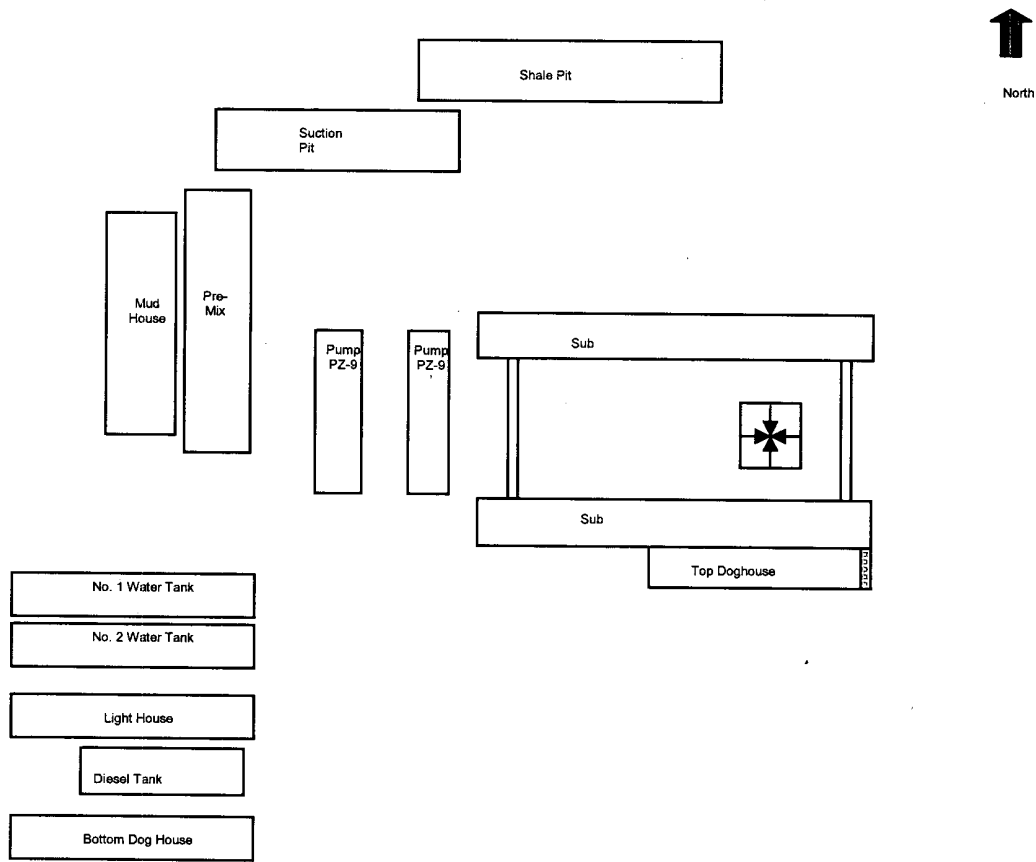 North
Shale Pit
Suction
Pit
Mud
House
Pre-
Mix
Pump
PZ-9
Pump
PZ-9
Sub
Sub
Top Doghouse
No. 1 Water Tank
No. 2 Water Tank
Light House
Diesel Tank
Bottom Dog House